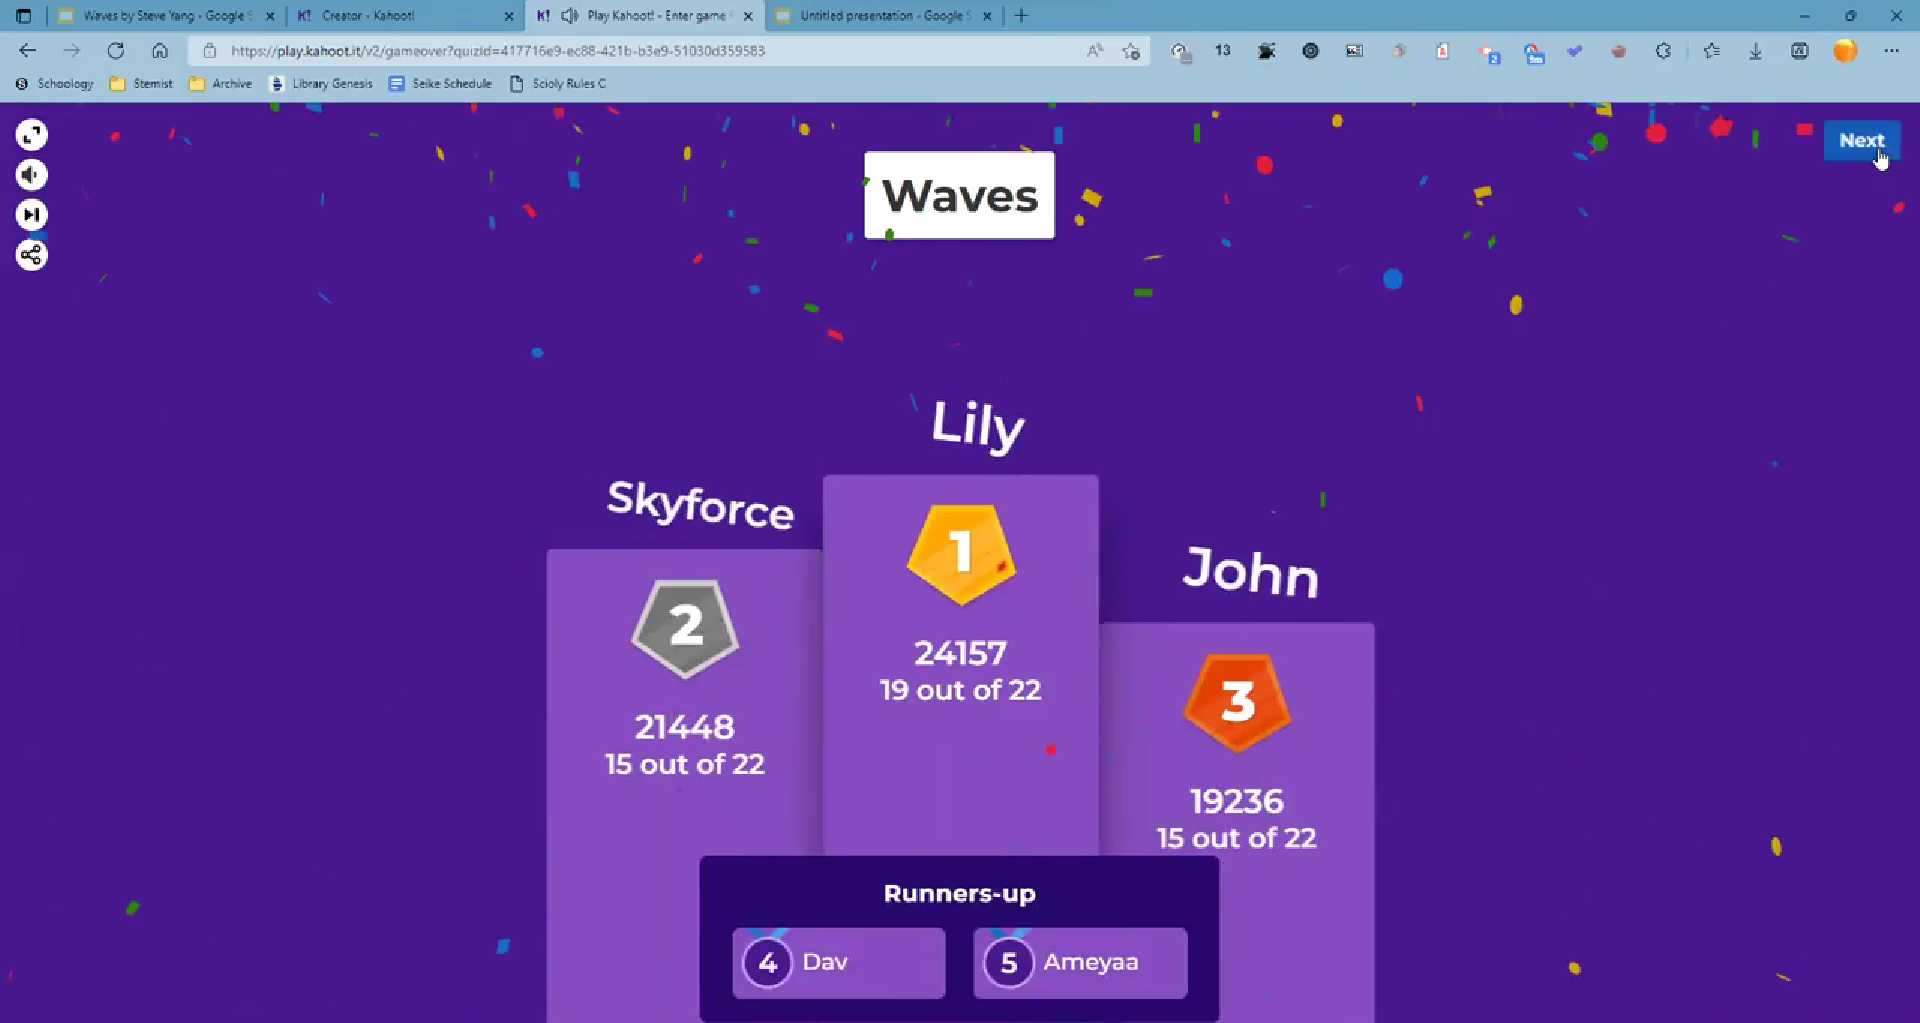 Waves by Steve Yang - Google S
K! Creator - Kahoot!
K! Play Kahoot! - Enter game
Untitled presentation - Google S
https://play.kahoot.it/v2/gameover?quizId=417716e9-ec88-421b-b3e9-51030d359583
13
2
9m
S Schoology
Stemist
Archive
Library Genesis
Seike Schedule
Scioly Rules C
Next
Waves
Lily
Skyforce
John
1
2
3
24157
19 out of 22
21448
15 out of 22
19236
15 out of 22
Runners-up
4 Dav
5 Ameyaa